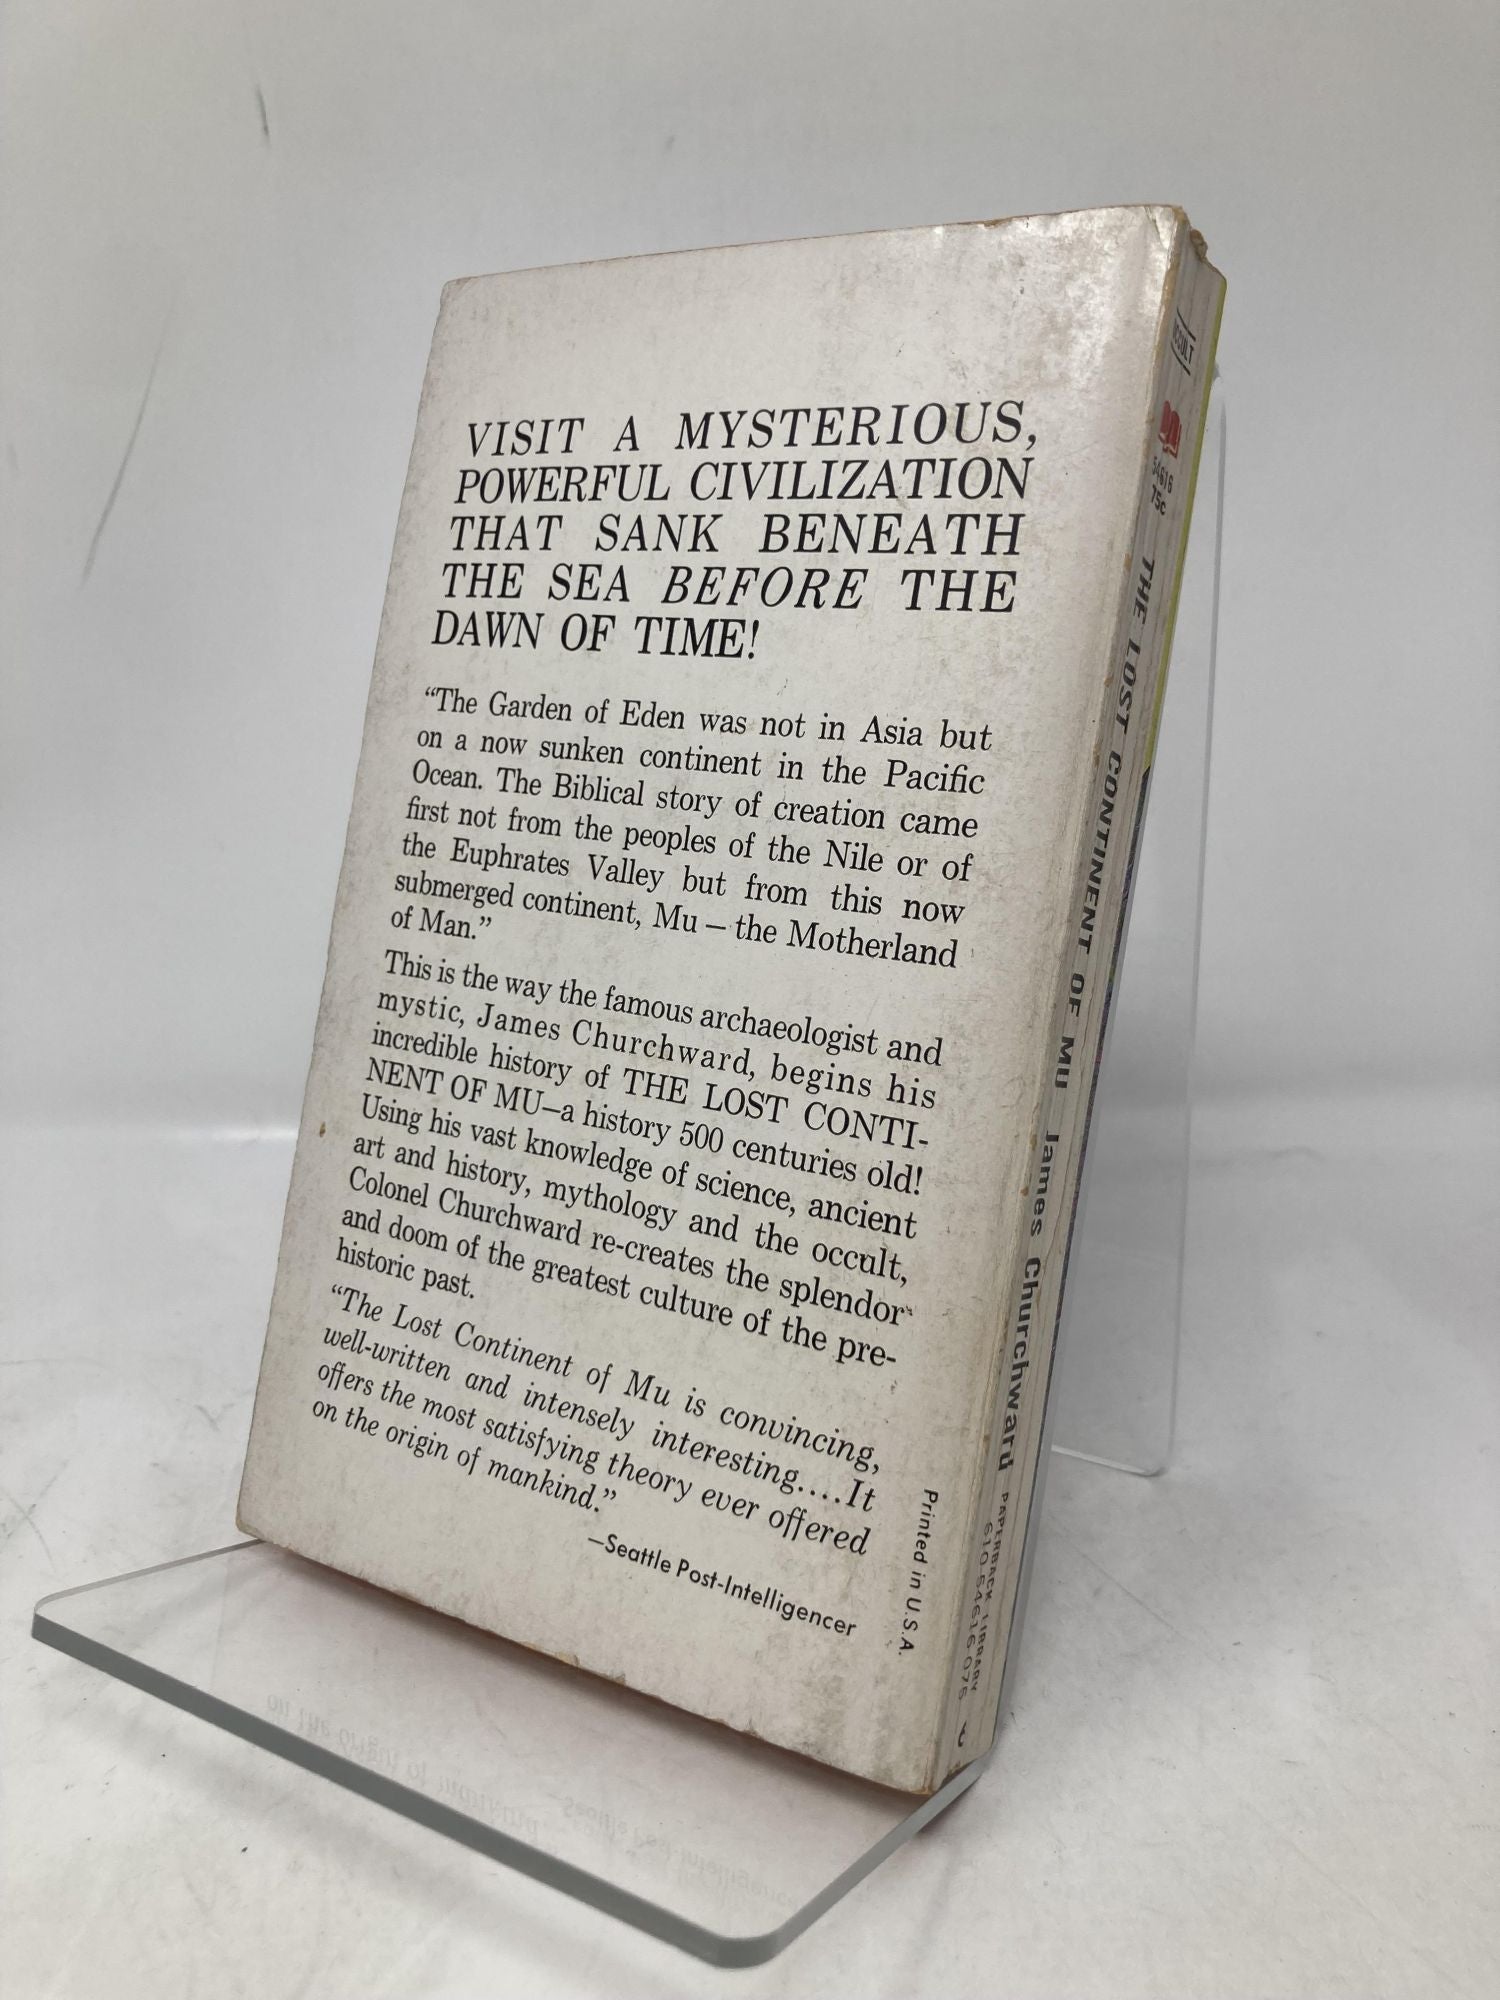 VISIT A MYSTERIOUS,
POWERFUL CIVILIZATION
THAT SANK BENEATH
THE SEA BEFORE THE
DAWN OF TIME!
“The Garden of Eden was not in Asia but
on a now sunken continent in the Pacific
Ocean. The Biblical story of creation came
first not from the peoples of the Nile or of
the Euphrates Valley but from this now
submerged continent, Mu – the Motherland
of Man.”
This is the way the famous archaeologist and
mystic, James Churchward, begins his
incredible history of THE LOST CONTI-
NENT OF MU–a history 500 centuries old!
Using his vast knowledge of science, ancient
art and history, mythology and the occult,
Colonel Churchward re-creates the splendor
and doom of the greatest culture of the pre-
historic past.
“The Lost Continent of Mu is convincing,
well-written and intensely interesting....It
offers the most satisfying theory ever offered
on the origin of mankind.”
–Seattle Post-Intelligencer
Printed in U.S.A.
OCCULT
54616
75c
THE LOST CONTINENT OF MU James Churchward
PAPERBACK LIBRARY
610-54616-075